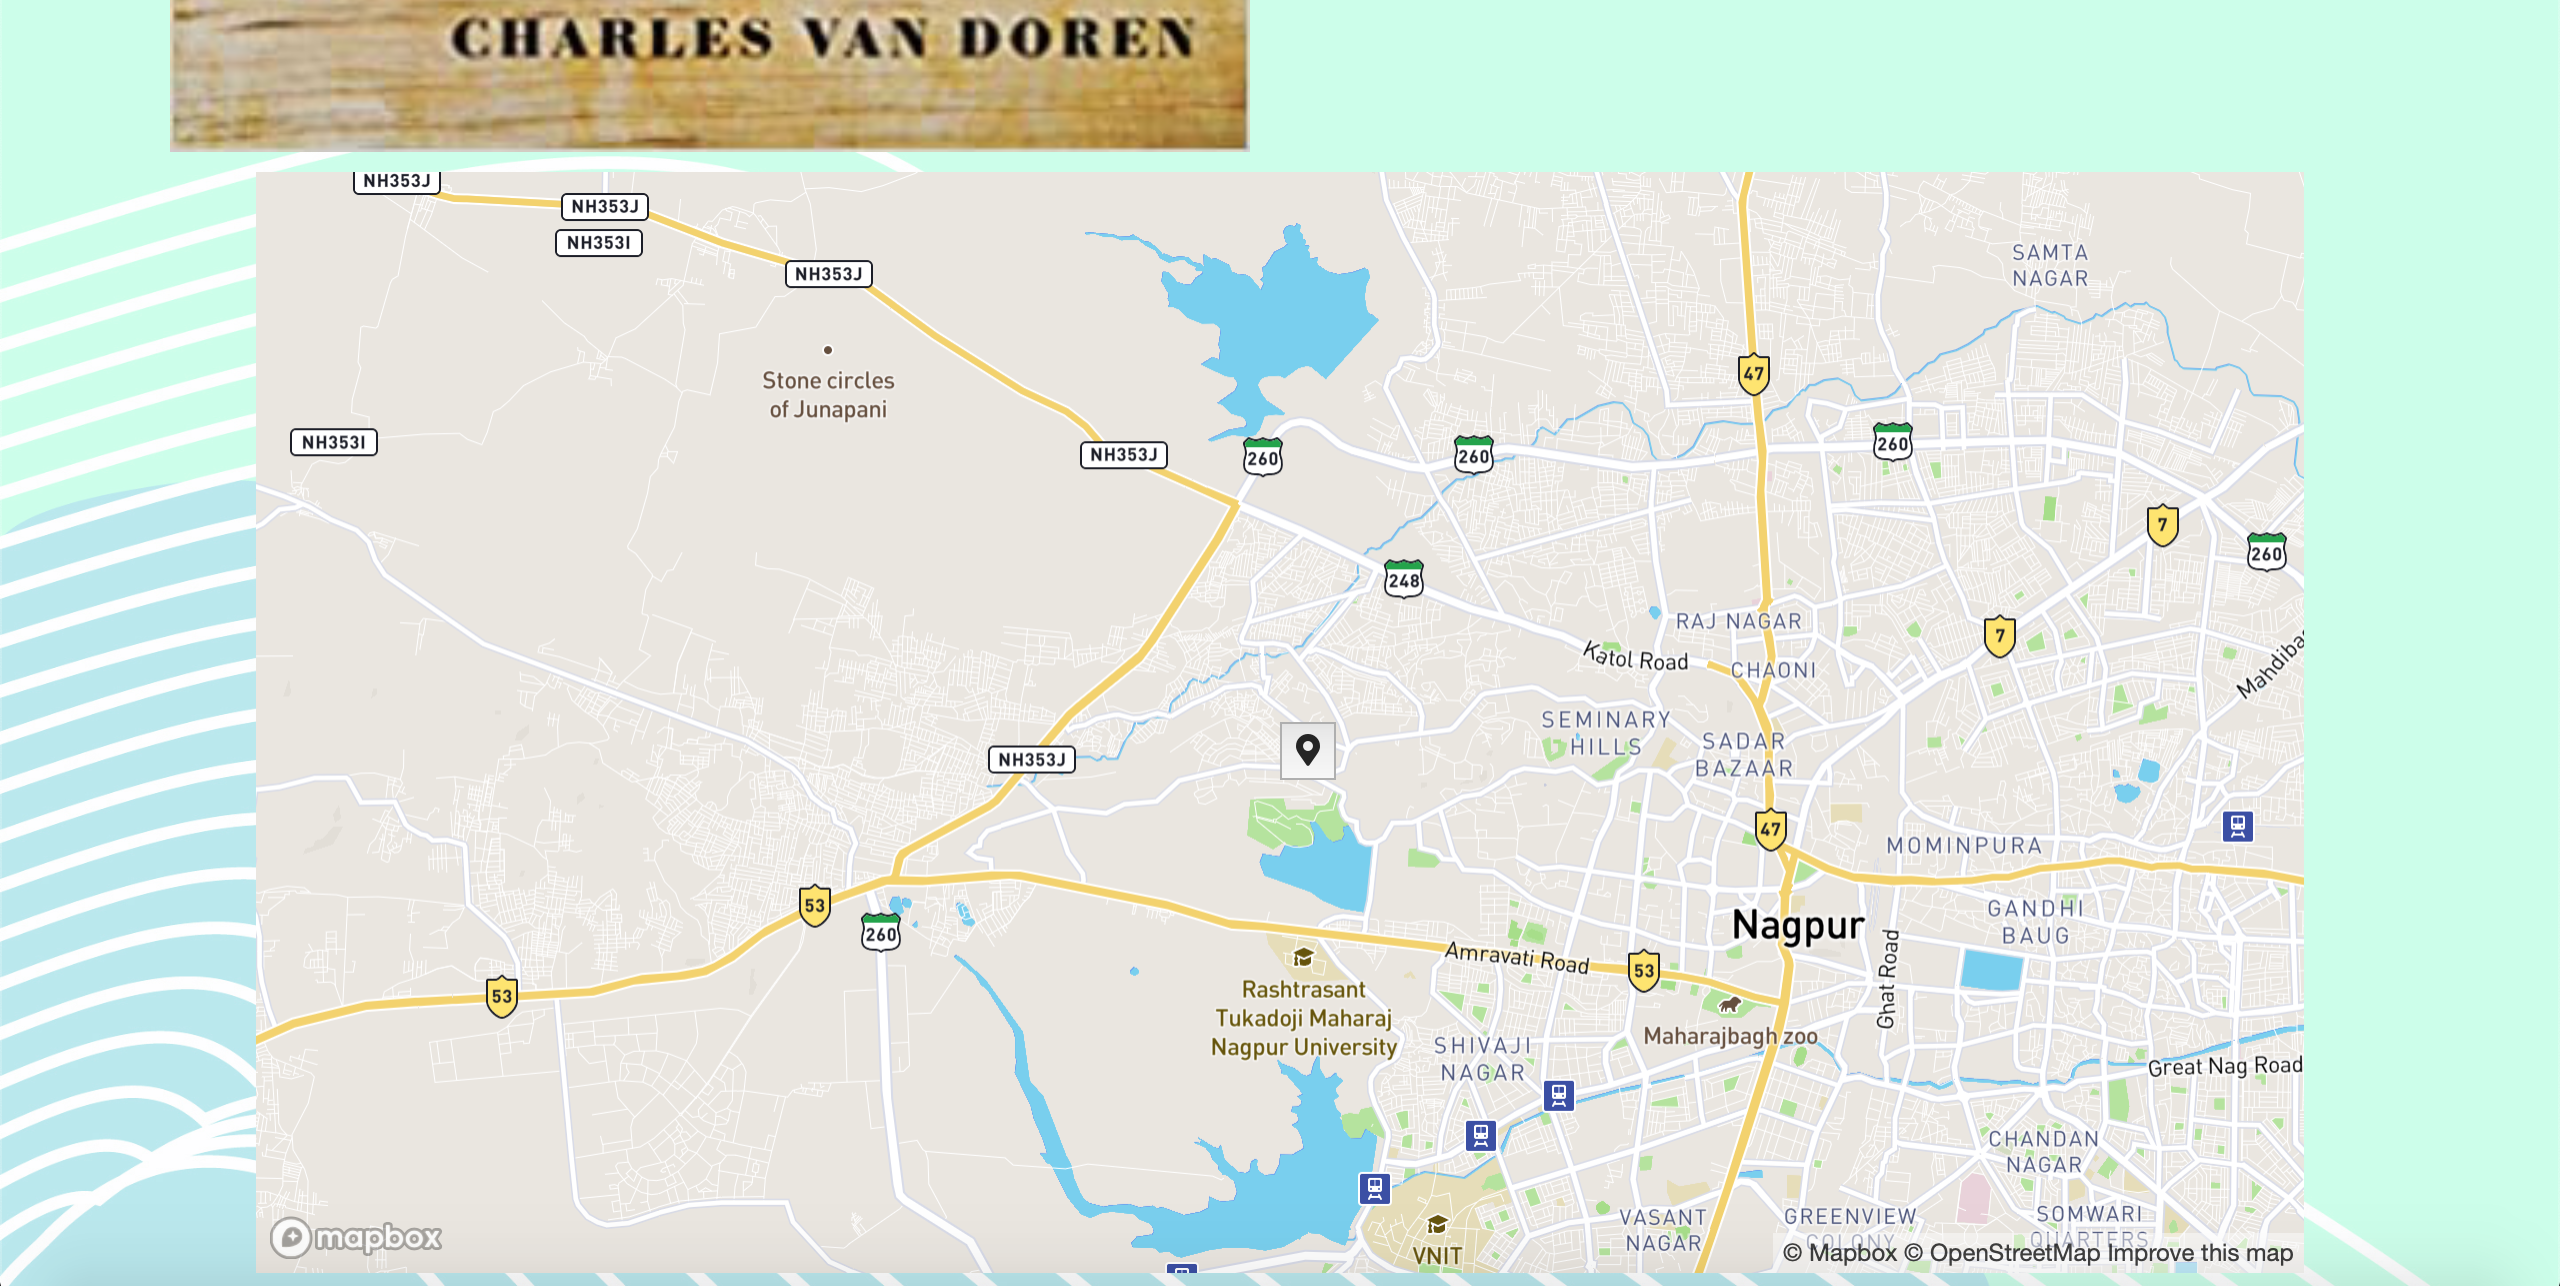 CHARLES VAN DOREN
NH353J
NH353J
NH353I
NH353J
SAMTA
NAGAR
Stone circles
of Junapani
47
NH353I
NH353J
260
260
260
7
260
248
RAJ NAGAR
7
Katol Road
CHAONI
Mahdiba
SEMINARY
HILLS
SADAR
BAZAAR
NH353J
47
MOMINPURA
53
260
Nagpur
GANDHI
BAUG
Amravati Road
53
Ghat Road
53
Rashtrasant
Tukadoji Maharaj
Nagpur University
Maharajbagh zoo
SHIVAJI
NAGAR
Great Nag Road
CHANDAN
NAGAR
VASANT
NAGAR
GREENVIEW
COLONY
SOMWARI
QUARTERS
VNIT
mapbox
© Mapbox © OpenStreetMap Improve this map